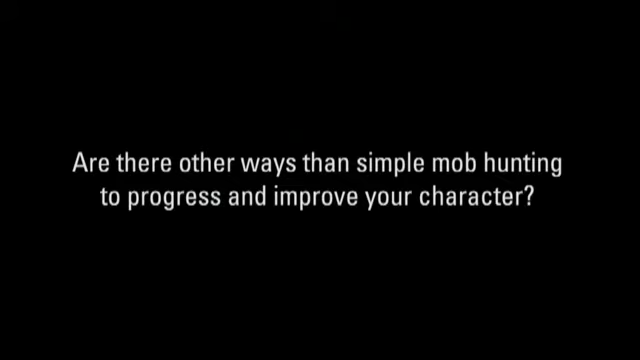 Are there other ways than simple mob hunting
to progress and improve your character?